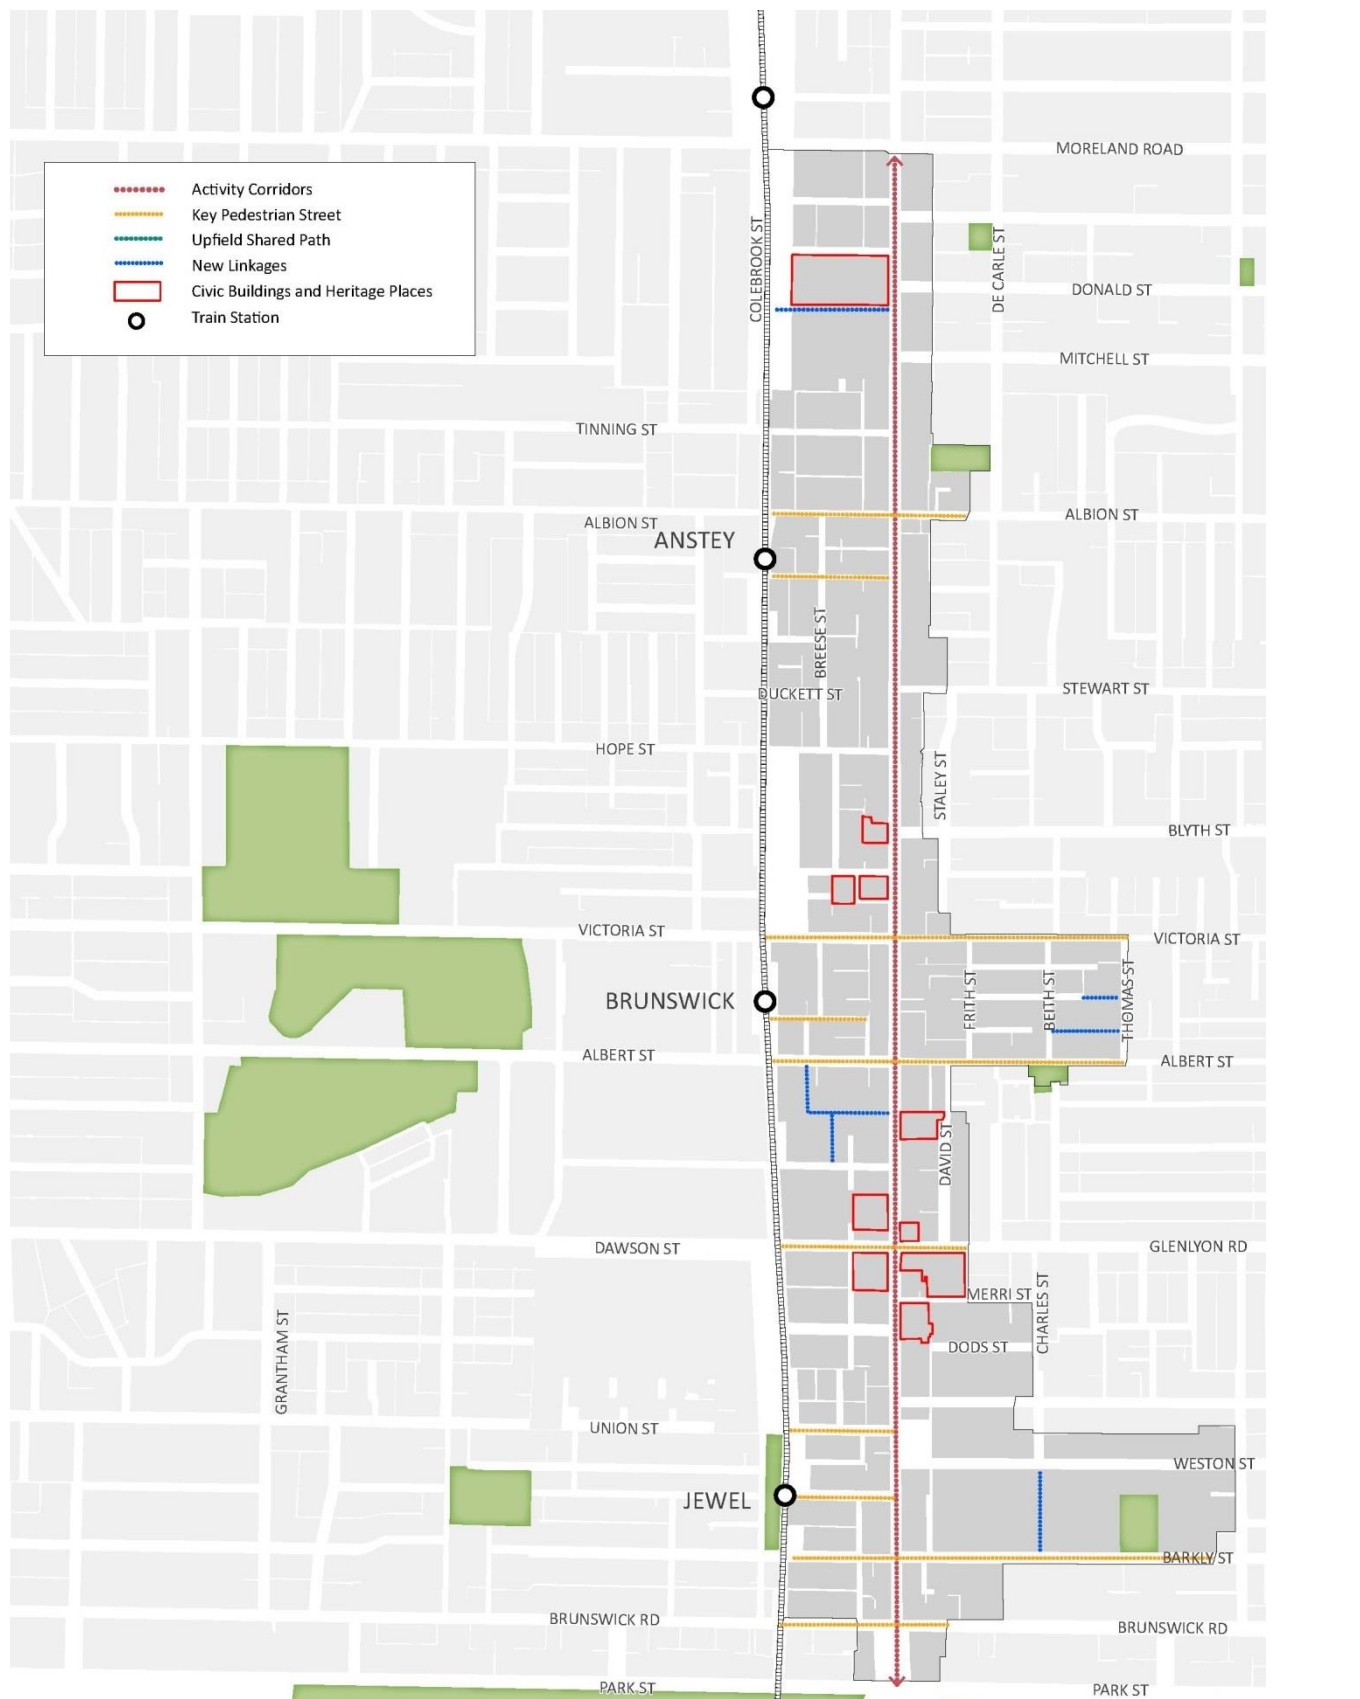 MORELAND ROAD
Activity Corridors
Key Pedestrian Street
Upfield Shared Path
New Linkages
Civic Buildings and Heritage Places
Train Station
COLEBROOK ST
DE CARLE ST
DONALD ST
MITCHELL ST
TINNING ST
ALBION ST
ALBION ST
ANSTEY
BREESE ST
DUCKETT ST
STEWART ST
HOPE ST
STALEY ST
BLYTH ST
VICTORIA ST
VICTORIA ST
BRUNSWICK
FRITH ST
BEITH ST
THOMAS ST
ALBERT ST
ALBERT ST
DAVID ST
DAWSON ST
GLENLYON RD
MERRI ST
CHARLES ST
GRANTHAM ST
DODS ST
UNION ST
WESTON ST
JEWEL
BARKLY ST
BRUNSWICK RD
BRUNSWICK RD
PARK ST
PARK ST